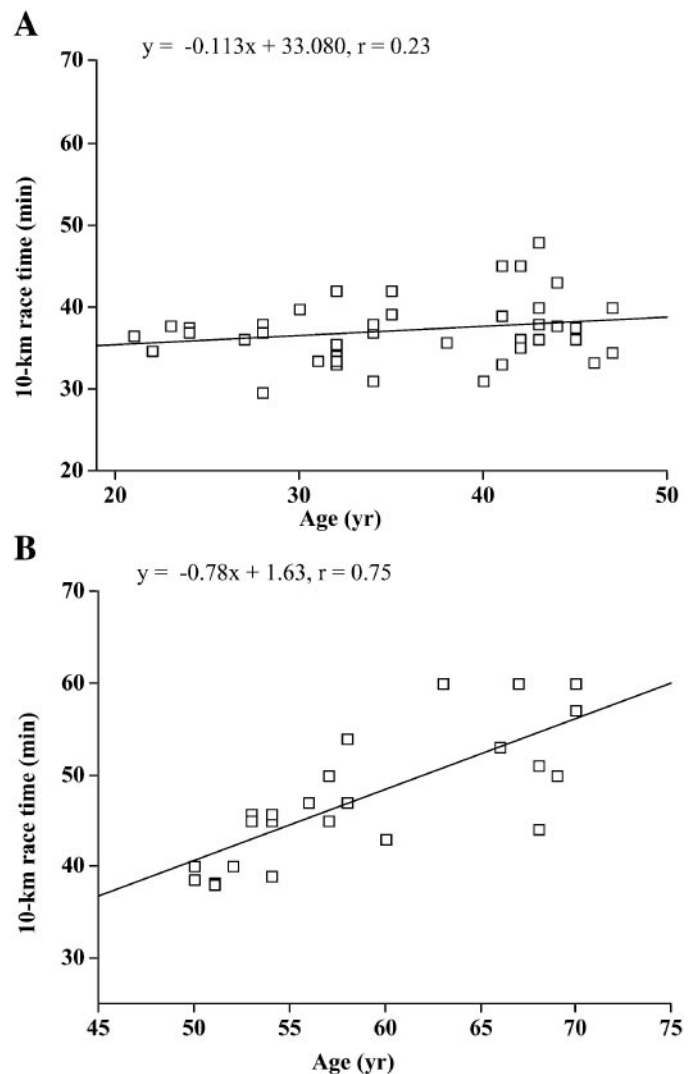 A
y = -0.113x + 33.080, r = 0.23
70
60
50
40
30
20
10-km race time (min)
20 30 40 50
Age (yr)
B
y = -0.78x + 1.63, r = 0.75
70
60
50
40
30
10-km race time (min)
45 50 55 60 65 70 75
Age (yr)